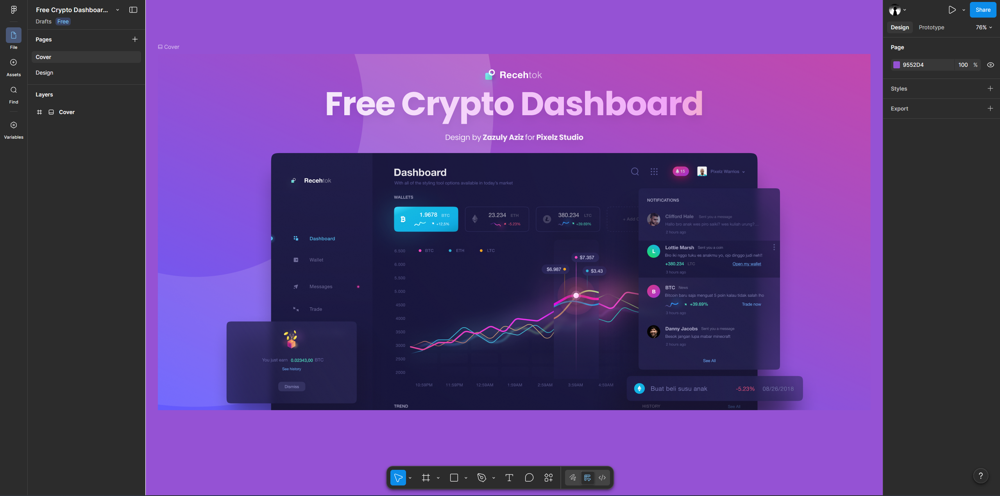 Free Crypto Dashboar...
Drafts Free
File
Assets
Find
Variables
Pages
Cover
Design
Layers
Cover
Cover
Recehtok
Free Crypto Dashboard
Design by Zazuly Aziz for Pixelz Studio
Recehtok
Dashboard
Wallet
Messages
Trade
You just earn 0.02343,00 BTC
See history
Dismiss
Dashboard
With all of the styling tool options available in today's market
15
Pixelz Warrios
WALLETS
1.9678 BTC
+12,5%
23.234 ETH
-5.23%
380.234 LTC
+39.69%
+ Add C
BTC ETH LTC
6.500
6.000
5.500
5.000
4500
4000
3500
3000
2500
2000
$7.357
$6.987
$3.43
10:59PM 11:59PM 12:59AM 1:59AM 2:59AM 3:59AM 4:59AM
TREND
NOTIFICATIONS
Clifford Hale Sent you a message
Hallo bro anak wes piro saiki? wes kuliah urung?...
2 hours ago
L
Lottie Marsh Sent you a coin
Bro iki nggo tuku es anakmu yo, ojo dinggo judi neh!!
+380.234 LTC Open my wallet
3 hours ago
B
BTC News
Bitcoin baru saja menguat 5 poin kalau tidak salah lho
+39.69% Trade now
3 hours ago
Danny Jacobs Sent you a message
Besok jangan lupa mabar minecraft
2 hours ago
See All
Buat beli susu anak -5.23% 08/26/2018
HISTORY See All
Share
Design Prototype 76%
Page
9552D4 100 %
Styles
Export
?